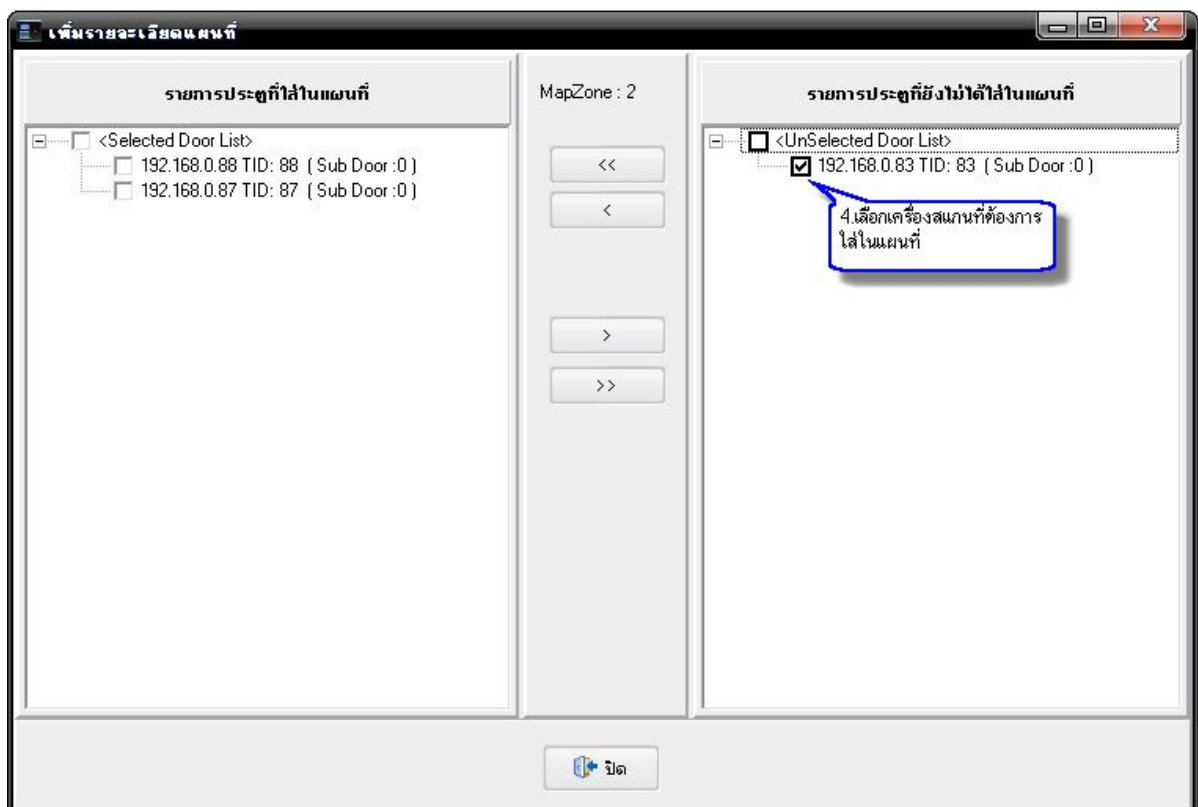 เพิ่มรายละเอียดแผนที่
รายการประตูที่ใส่ในแผนที่
<Selected Door List>
192.168.0.88 TID: 88 ( Sub Door :0 )
192.168.0.87 TID: 87 ( Sub Door :0 )
MapZone : 2
<<
<
>
>>
รายการประตูที่ยังไม่ได้ใส่ในแผนที่
<UnSelected Door List>
192.168.0.83 TID: 83 ( Sub Door :0 )
4.เลือกเครื่องสแกนที่ต้องการ
ใส่ในแผนที่
ปิด